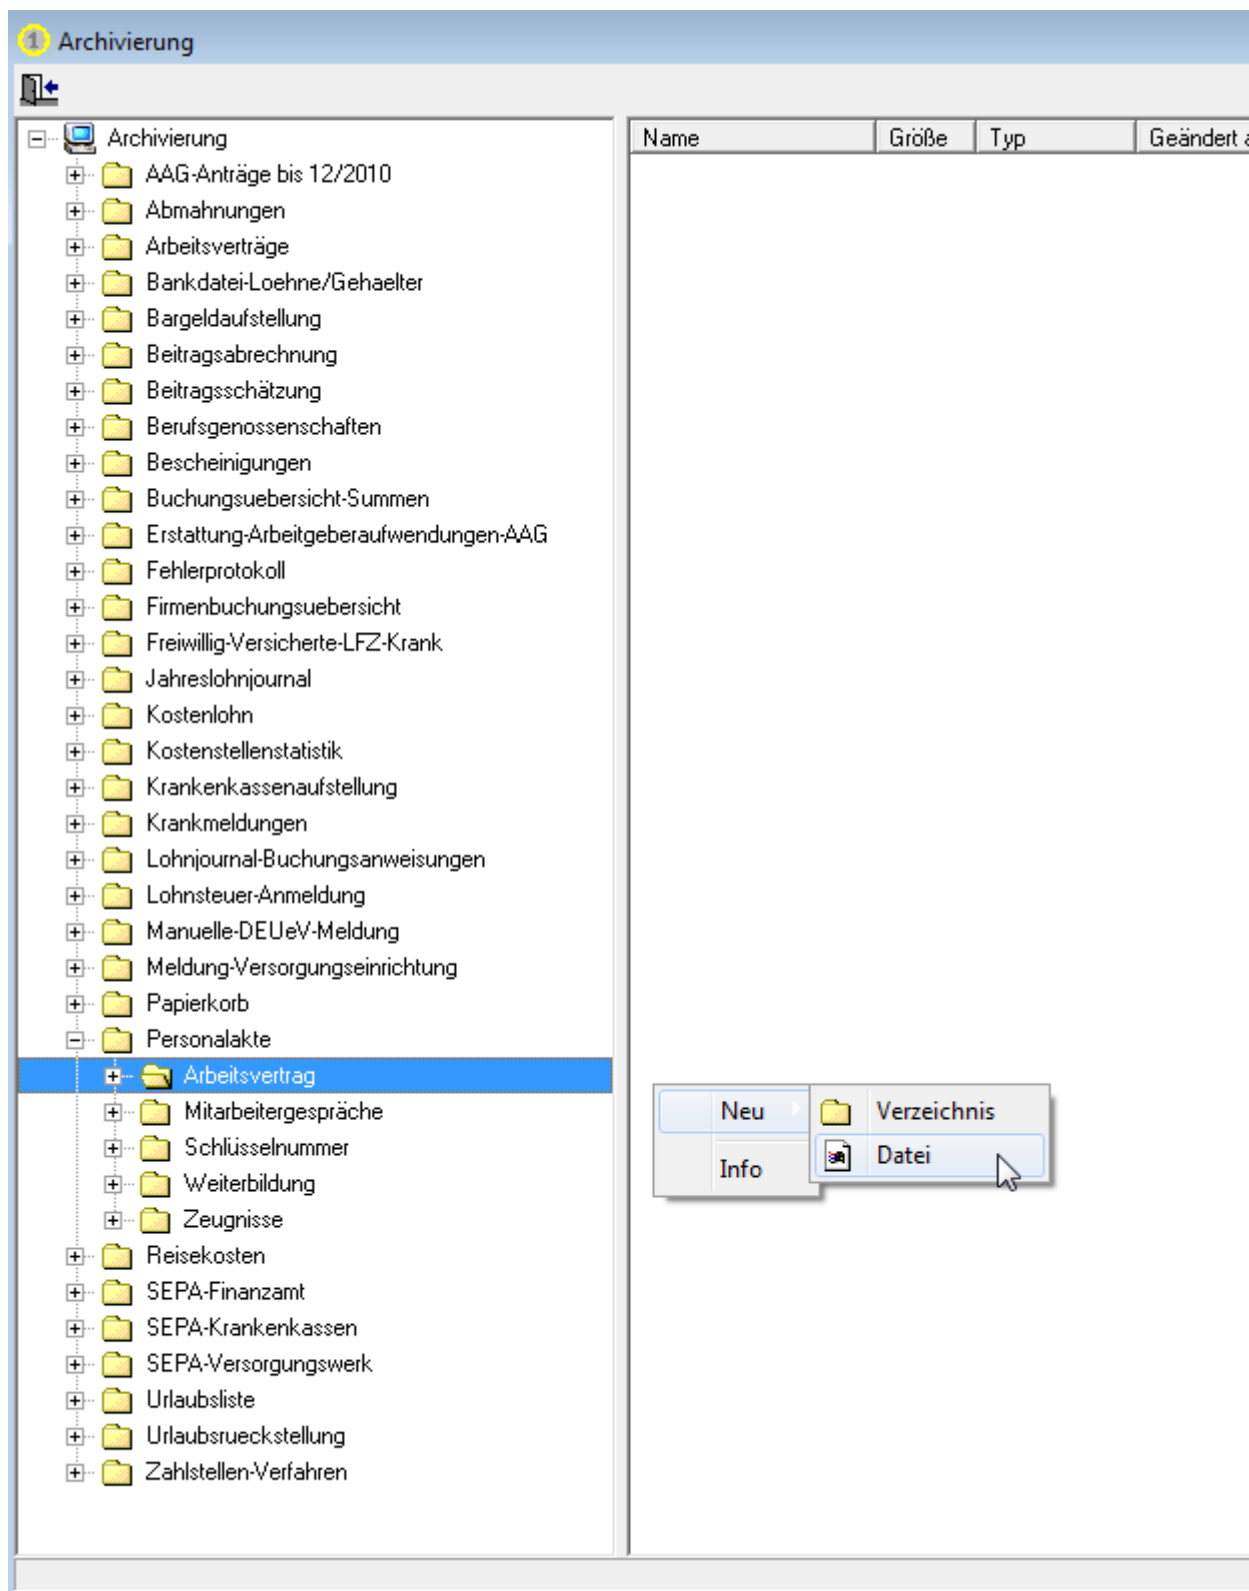 1 Archivierung
Archivierung
AAG-Anträge bis 12/2010
Abmahnungen
Arbeitsverträge
Bankdatei-Loehne/Gehaelter
Bargeldaufstellung
Beitragsabrechnung
Beitragsschätzung
Berufsgenossenschaften
Bescheinigungen
Buchungsuebersicht-Summen
Erstattung-Arbeitgeberaufwendungen-AAG
Fehlerprotokoll
Firmenbuchungsuebersicht
Freiwillig-Versicherte-LFZ-Krank
Jahreslohnjournal
Kostenlohn
Kostenstellenstatistik
Krankenkassenaufstellung
Krankmeldungen
Lohnjournal-Buchungsanweisungen
Lohnsteuer-Anmeldung
Manuelle-DEUeV-Meldung
Meldung-Versorgungseinrichtung
Papierkorb
Personalakte
Arbeitsvertrag
Mitarbeitergespräche
Schlüsselnummer
Weiterbildung
Zeugnisse
Reisekosten
SEPA-Finanzamt
SEPA-Krankenkassen
SEPA-Versorgungswerk
Urlaubsliste
Urlaubsrueckstellung
Zahlstellen-Verfahren
Name Größe Typ Geändert a
Neu
Info
Verzeichnis
Datei